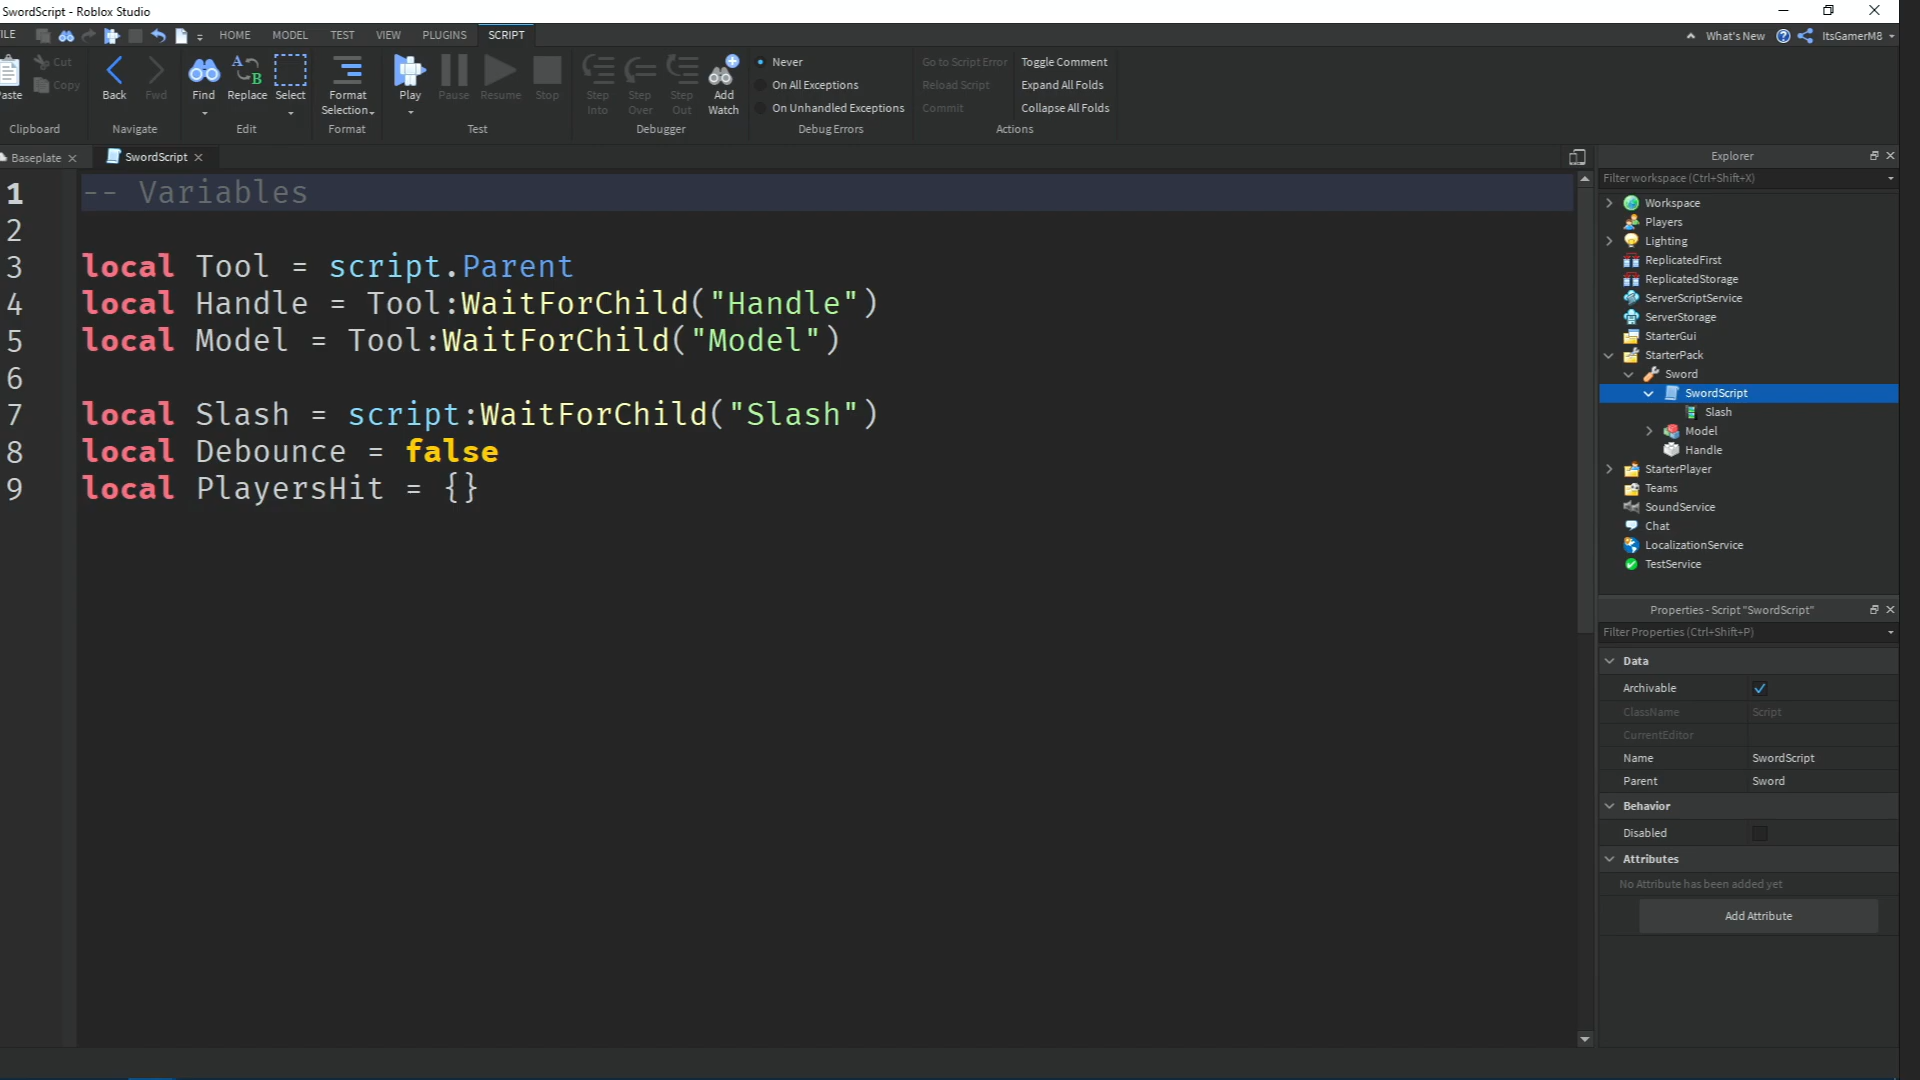 SwordScript - Roblox Studio
ILE HOME MODEL TEST VIEW PLUGINS SCRIPT What's New ItsGamerM8
aste Cut Copy
Clipboard
Back Fwd
Navigate
Find Replace Select
A B
Edit
Format Selection
Format
Play Pause Resume Stop
Test
Step Into Step Over Step Out Add Watch
Debugger
Never
On All Exceptions
On Unhandled Exceptions
Debug Errors
Go to Script Error Toggle Comment
Reload Script Expand All Folds
Commit Collapse All Folds
Actions
Baseplate SwordScript
1 -- Variables
2
3 local Tool = script.Parent
4 local Handle = Tool:WaitForChild("Handle")
5 local Model = Tool:WaitForChild("Model")
6
7 local Slash = script:WaitForChild("Slash")
8 local Debounce = false
9 local PlayersHit = {}
Explorer
Filter workspace (Ctrl+Shift+X)
Workspace
Players
Lighting
ReplicatedFirst
ReplicatedStorage
ServerScriptService
ServerStorage
StarterGui
StarterPack
Sword
SwordScript
Slash
Model
Handle
StarterPlayer
Teams
SoundService
Chat
LocalizationService
TestService
Properties - Script "SwordScript"
Filter Properties (Ctrl+Shift+P)
Data
Archivable
ClassName Script
CurrentEditor
Name SwordScript
Parent Sword
Behavior
Disabled
Attributes
No Attribute has been added yet
Add Attribute